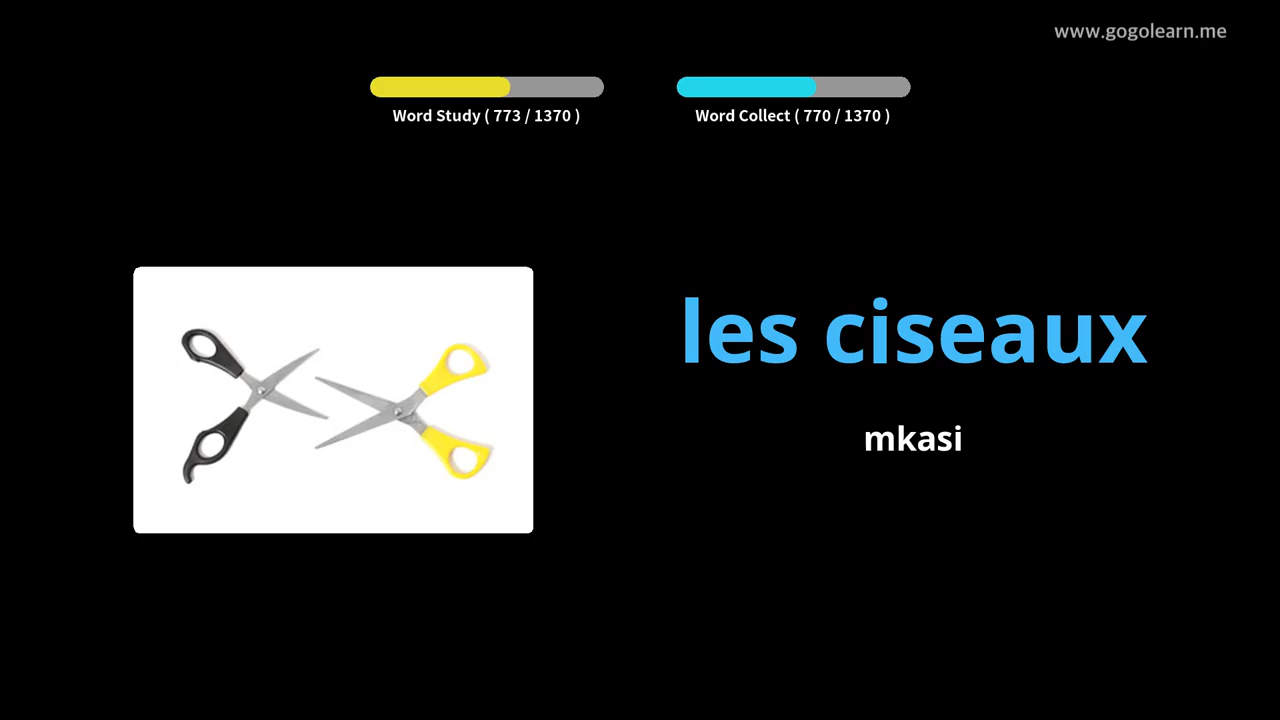 www.gogolearn.me
Word Study ( 773 / 1370 )
Word Collect ( 770 / 1370 )
les ciseaux
mkasi